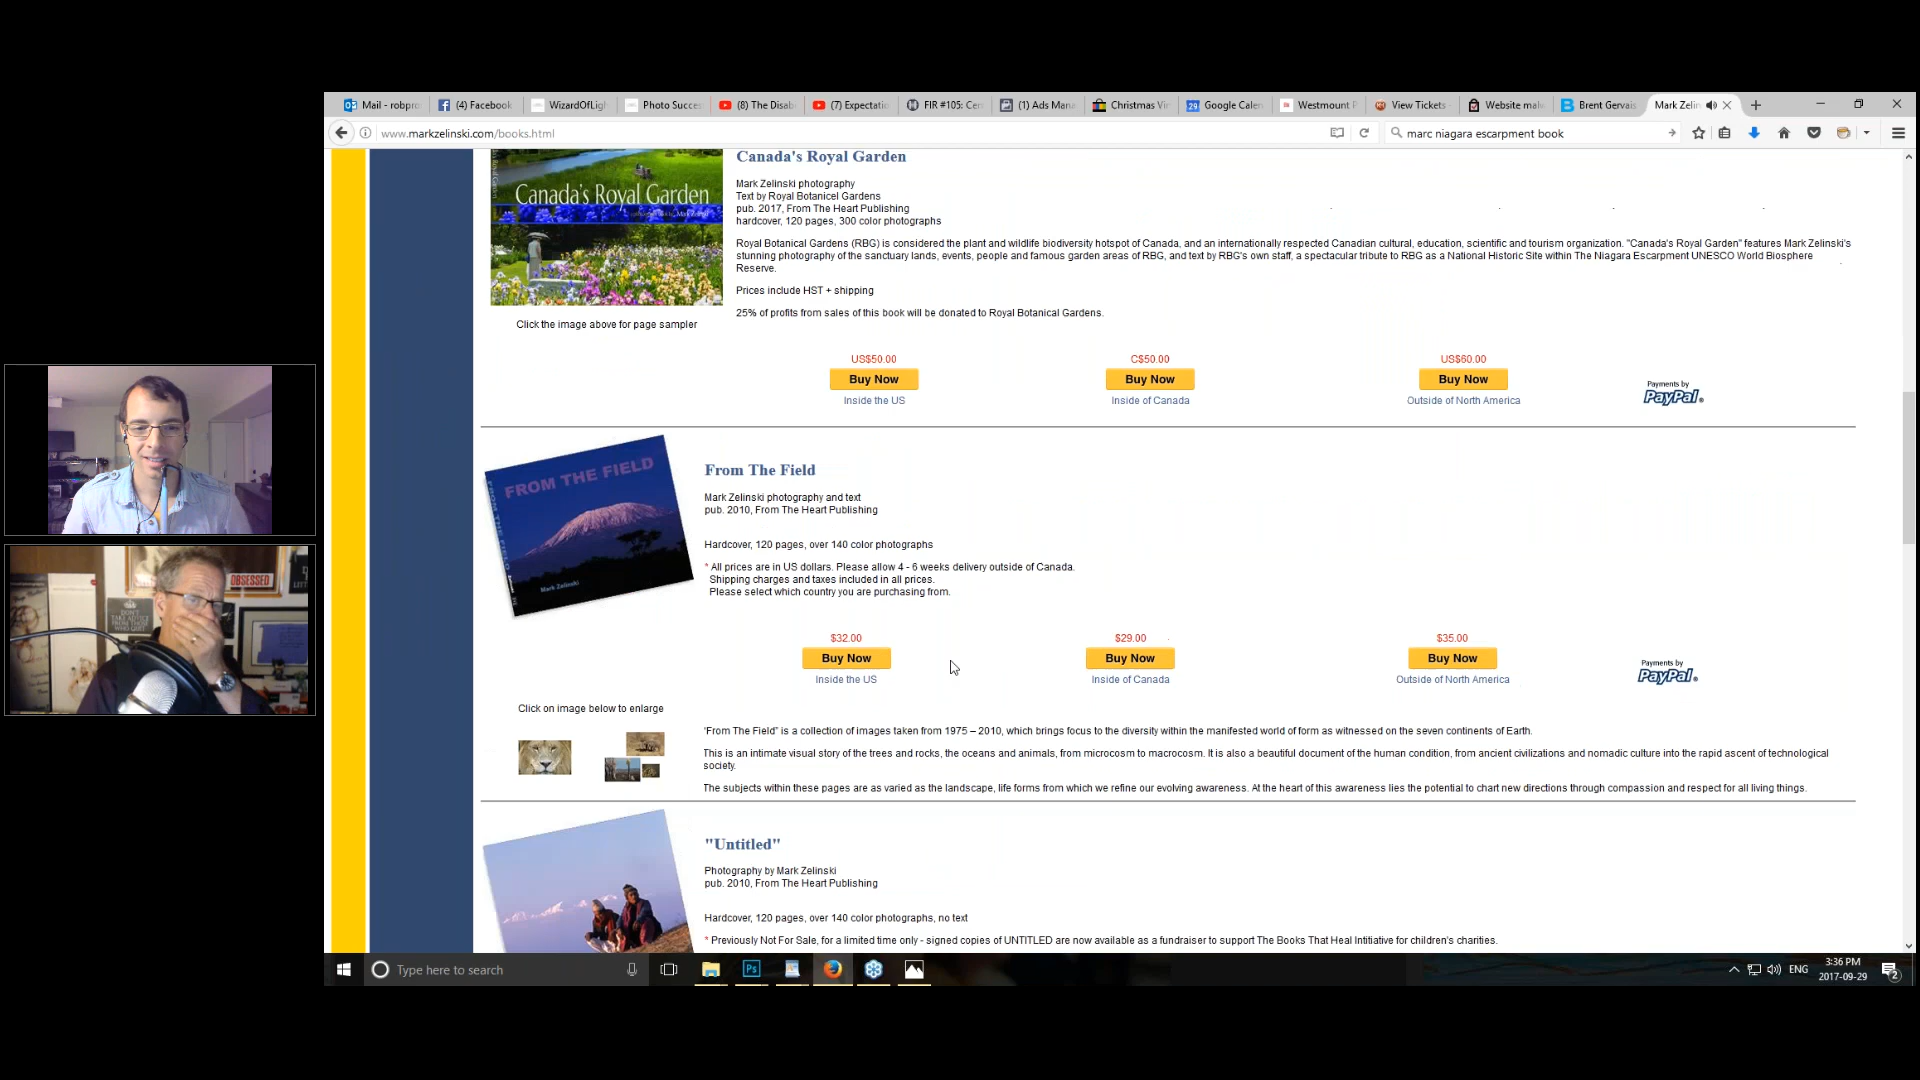 Mail - robpro
(4) Facebook
WizardOfLigh
Photo Succes
(8) The Disab
(7) Expectatio
FIR #105: Cen
(1) Ads Mana
Christmas Vi
Google Calen
Westmount P
View Tickets
Website mak
Brent Gervais
Mark Zelin
www.markzelinski.com/books.html
marc niagara escarpment book
Canada's Royal Garden
Canada's Royal Garden
Mark Zelinski photography
Text by Royal Botanicel Gardens
pub. 2017, From The Heart Publishing
hardcover, 120 pages, 300 color photographs
Royal Botanical Gardens (RBG) is considered the plant and wildlife biodiversity hotspot of Canada, and an internationally respected Canadian cultural, education, scientific and tourism organization. "Canada's Royal Garden" features Mark Zelinski's
stunning photography of the sanctuary lands, events, people and famous garden areas of RBG, and text by RBG's own staff, a spectacular tribute to RBG as a National Historic Site within The Niagara Escarpment UNESCO World Biosphere
Reserve.
Prices include HST + shipping
25% of profits from sales of this book will be donated to Royal Botanical Gardens.
Click the image above for page sampler
US$50.00
Buy Now
Inside the US
C$50.00
Buy Now
Inside of Canada
US$60.00
Buy Now
Outside of North America
Payments by
PayPal
FROM THE FIELD
FROM THE FIELD
Mark Zelinski
From The Field
Mark Zelinski photography and text
pub. 2010, From The Heart Publishing
Hardcover, 120 pages, over 140 color photographs
* All prices are in US dollars. Please allow 4 - 6 weeks delivery outside of Canada.
Shipping charges and taxes included in all prices.
Please select which country you are purchasing from.
$32.00
Buy Now
Inside the US
$29.00
Buy Now
Inside of Canada
$35.00
Buy Now
Outside of North America
Payments by
PayPal
Click on image below to enlarge
'From The Field" is a collection of images taken from 1975 – 2010, which brings focus to the diversity within the manifested world of form as witnessed on the seven continents of Earth.
This is an intimate visual story of the trees and rocks, the oceans and animals, from microcosm to macrocosm. It is also a beautiful document of the human condition, from ancient civilizations and nomadic culture into the rapid ascent of technological
society.
The subjects within these pages are as varied as the landscape, life forms from which we refine our evolving awareness. At the heart of this awareness lies the potential to chart new directions through compassion and respect for all living things.
"Untitled"
Photography by Mark Zelinski
pub. 2010, From The Heart Publishing
Hardcover, 120 pages, over 140 color photographs, no text
* Previously Not For Sale, for a limited time only - signed copies of UNTITLED are now available as a fundraiser to support The Books That Heal Intitiative for children's charities.
OBSESSED
DON'T
TAKE ADVICE
FROM THOSE
WHO QUIT
Type here to search
Ps
ENG
3:36 PM
2017-09-29
2